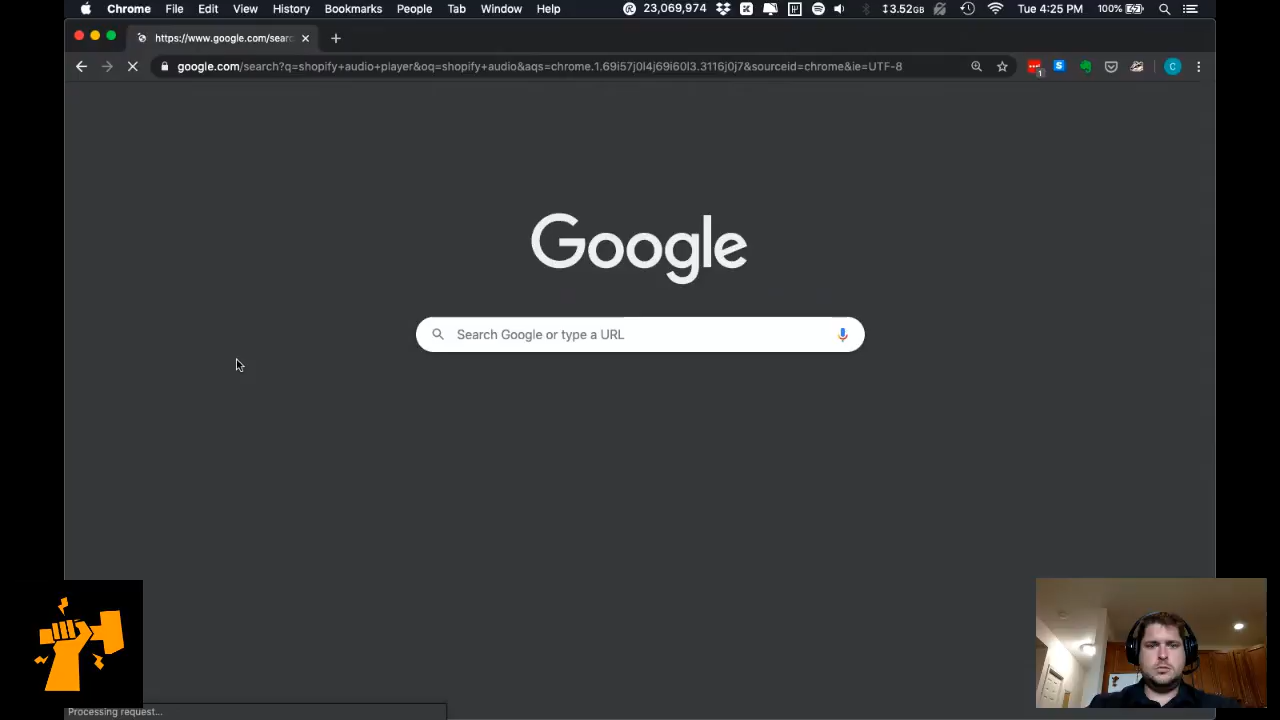 Chrome File Edit View History Bookmarks People Tab Window Help 23,069,974 3.52GB Tue 4:25 PM 100%
https://www.google.com/searc
google.com/search?q=shopify+audio+player&oq=shopify+audio&aqs=chrome.1.69i57j0l4j69i60l3.3116j0j7&sourceid=chrome&ie=UTF-8 1 S C
Google
Search Google or type a URL
Processing request...